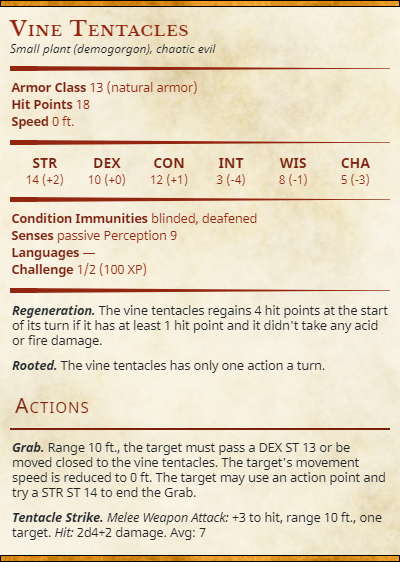 Vine Tentacles
Small plant (demogorgon), chaotic evil
Armor Class 13 (natural armor)
Hit Points 18
Speed 0 ft.
STR DEX CON INT WIS CHA
14 (+2) 10 (+0) 12 (+1) 3 (-4) 8 (-1) 5 (-3)
Condition Immunities blinded, deafened
Senses passive Perception 9
Languages —
Challenge 1/2 (100 XP)
Regeneration. The vine tentacles regains 4 hit points at the start
of its turn if it has at least 1 hit point and it didn't take any acid
or fire damage.
Rooted. The vine tentacles has only one action a turn.
Actions
Grab. Range 10 ft., the target must pass a DEX ST 13 or be
moved closed to the vine tentacles. The target's movement
speed is reduced to 0 ft. The target may use an action point and
try a STR ST 14 to end the Grab.
Tentacle Strike. Melee Weapon Attack: +3 to hit, range 10 ft., one
target. Hit: 2d4+2 damage. Avg: 7